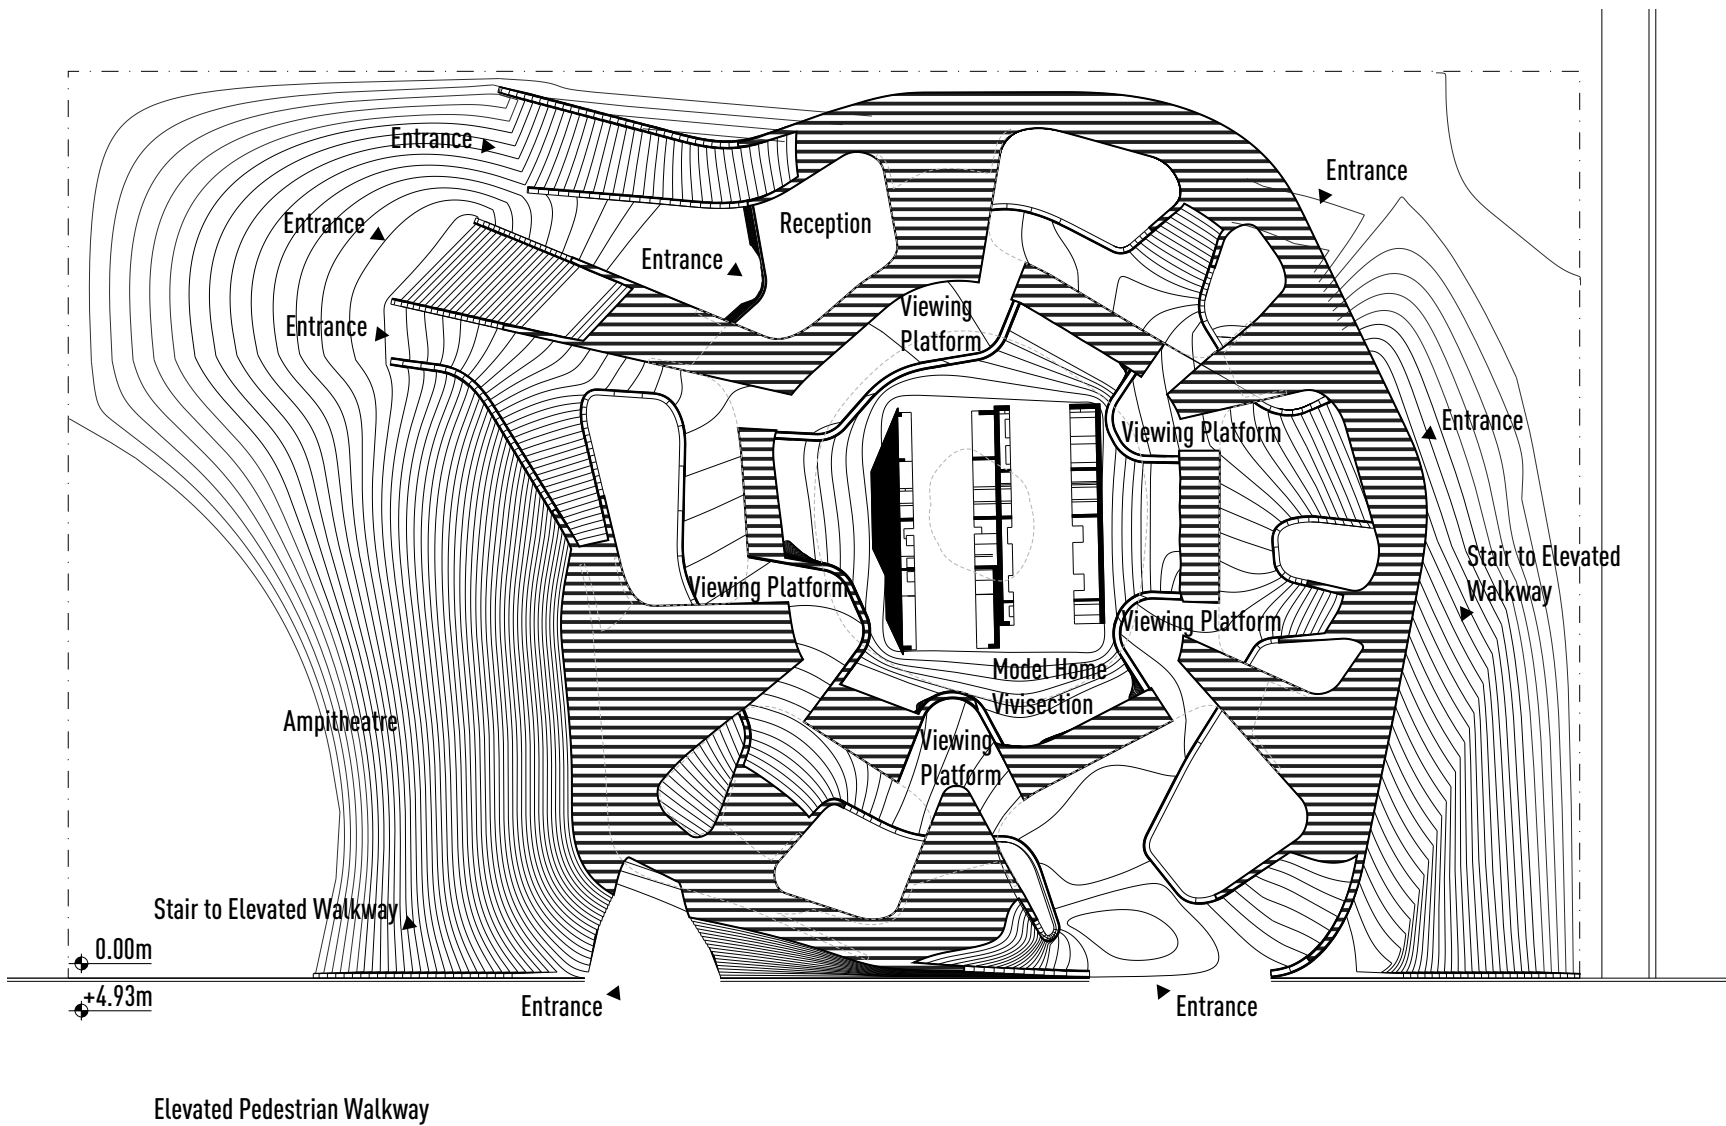 Entrance
Entrance
Entrance
Reception
Entrance
Viewing
Platform
Entrance
Viewing Platform
Entrance
Stair to Elevated
Walkway
Viewing Platform
Viewing Platform
Model Home
Vivisection
Ampitheatre
Viewing
Platform
Stair to Elevated Walkway
0.00m
+4.93m
Entrance
Entrance
Elevated Pedestrian Walkway